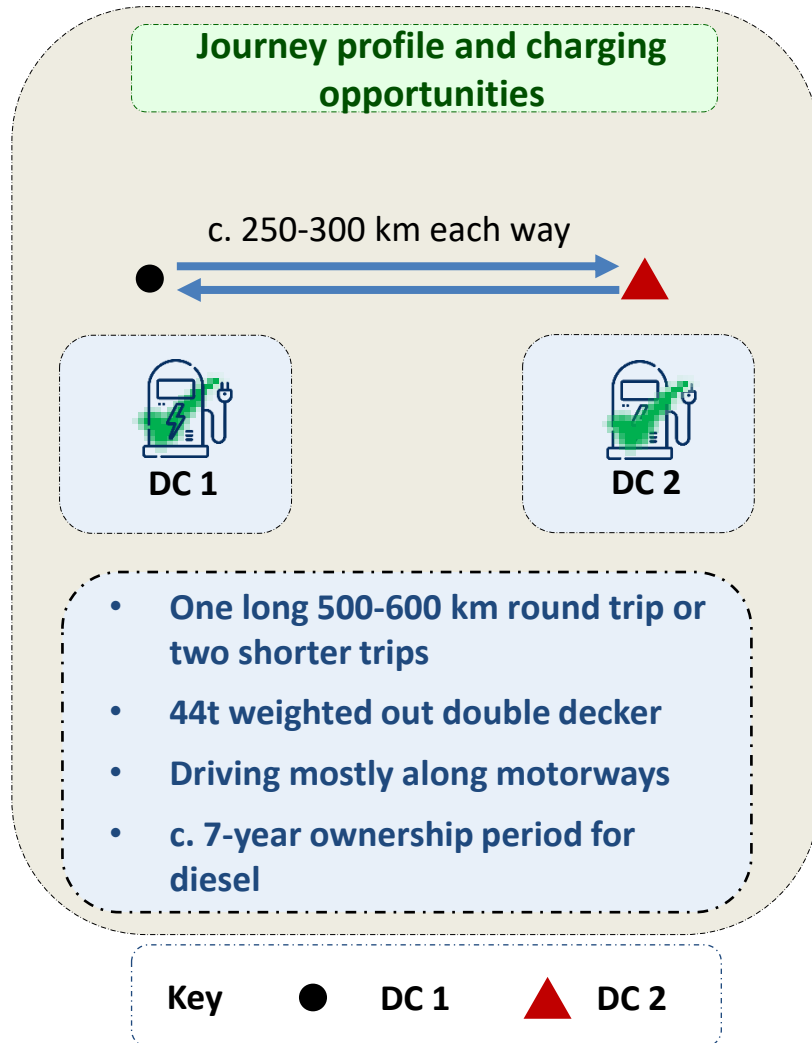 Journey profile and charging
opportunities
c. 250-300 km each way
DC 1
DC 2
• One long 500-600 km round trip or
two shorter trips
• 44t weighted out double decker
• Driving mostly along motorways
• c. 7-year ownership period for
diesel
Key DC 1 DC 2